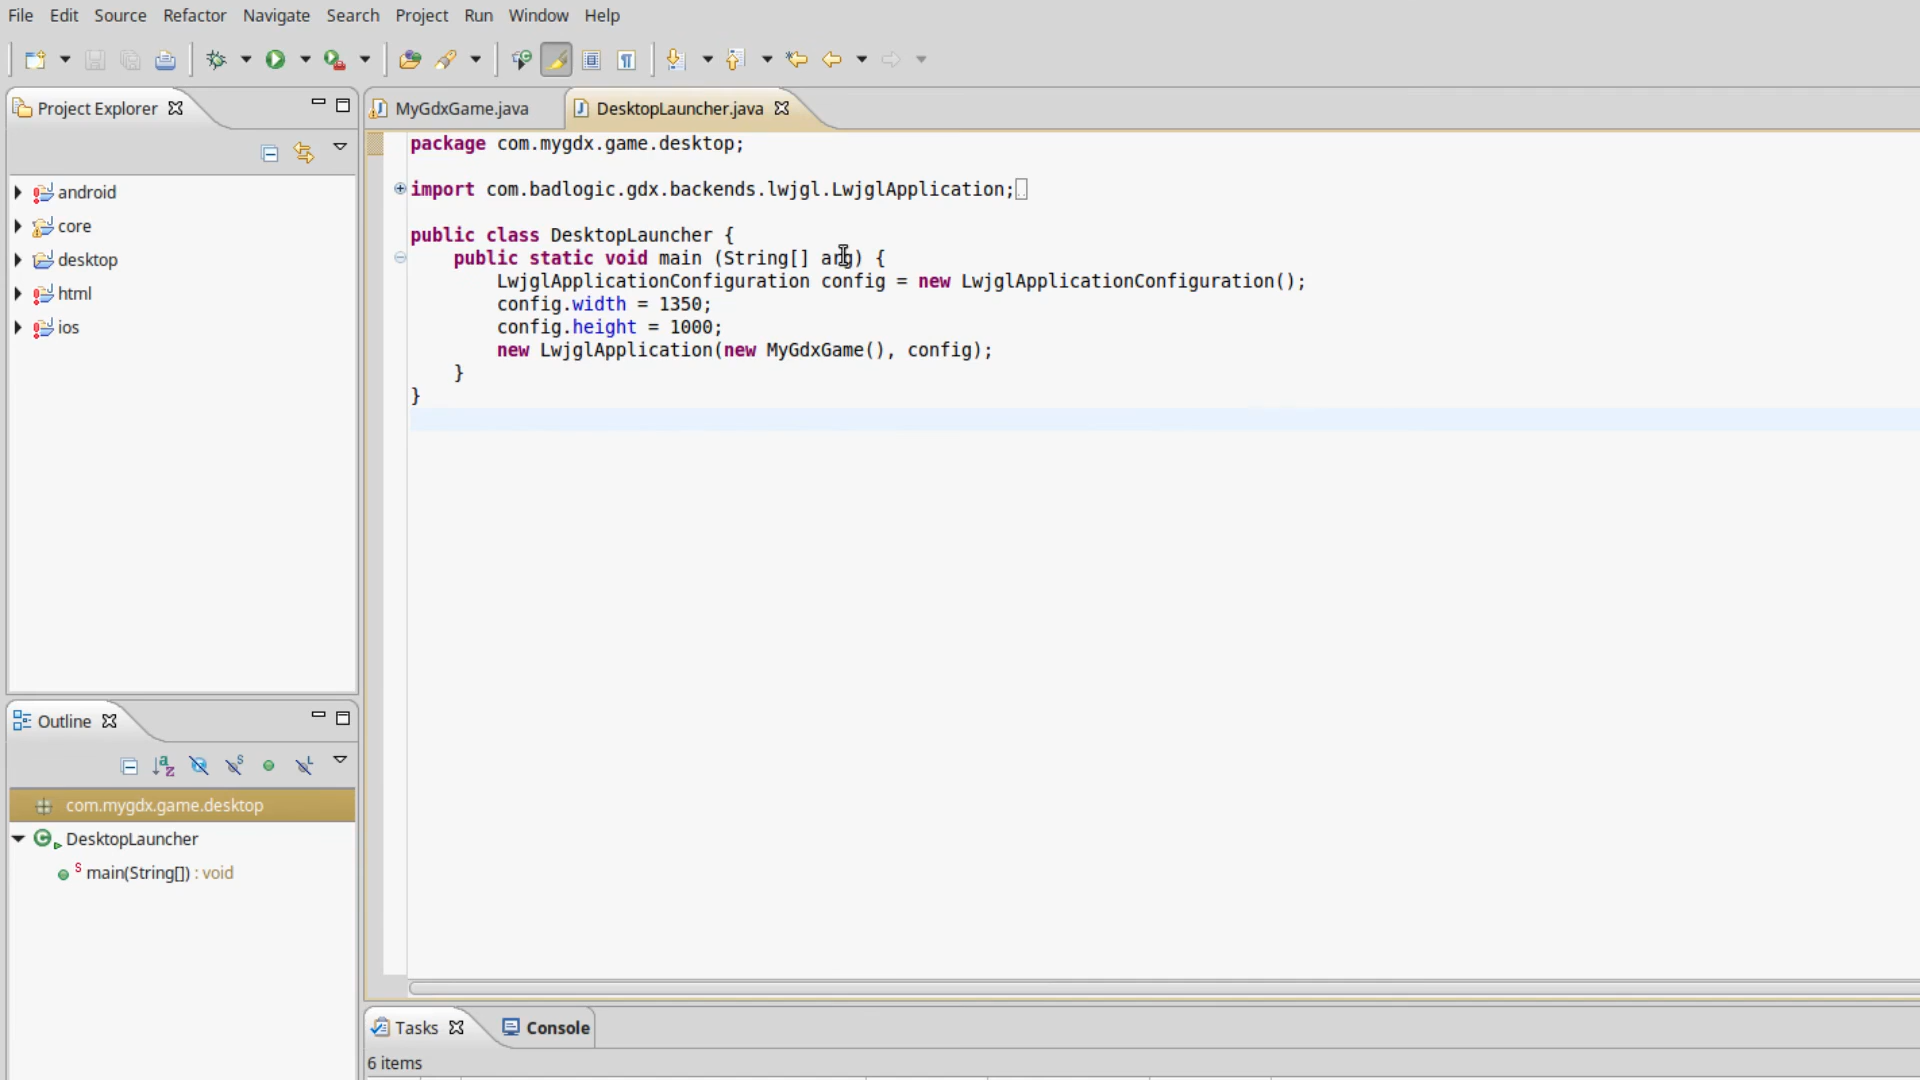 File Edit Source Refactor Navigate Search Project Run Window Help
Project Explorer
MyGdxGame.java
DesktopLauncher.java
android
core
desktop
html
ios
package com.mygdx.game.desktop;
import com.badlogic.gdx.backends.lwjgl.LwjglApplication;
public class DesktopLauncher {
public static void main (String[] arg) {
LwjglApplicationConfiguration config = new LwjglApplicationConfiguration();
config.width = 1350;
config.height = 1000;
new LwjglApplication(new MyGdxGame(), config);
}
}
Outline
com.mygdx.game.desktop
DesktopLauncher
main(String[]) : void
Tasks
Console
6 items